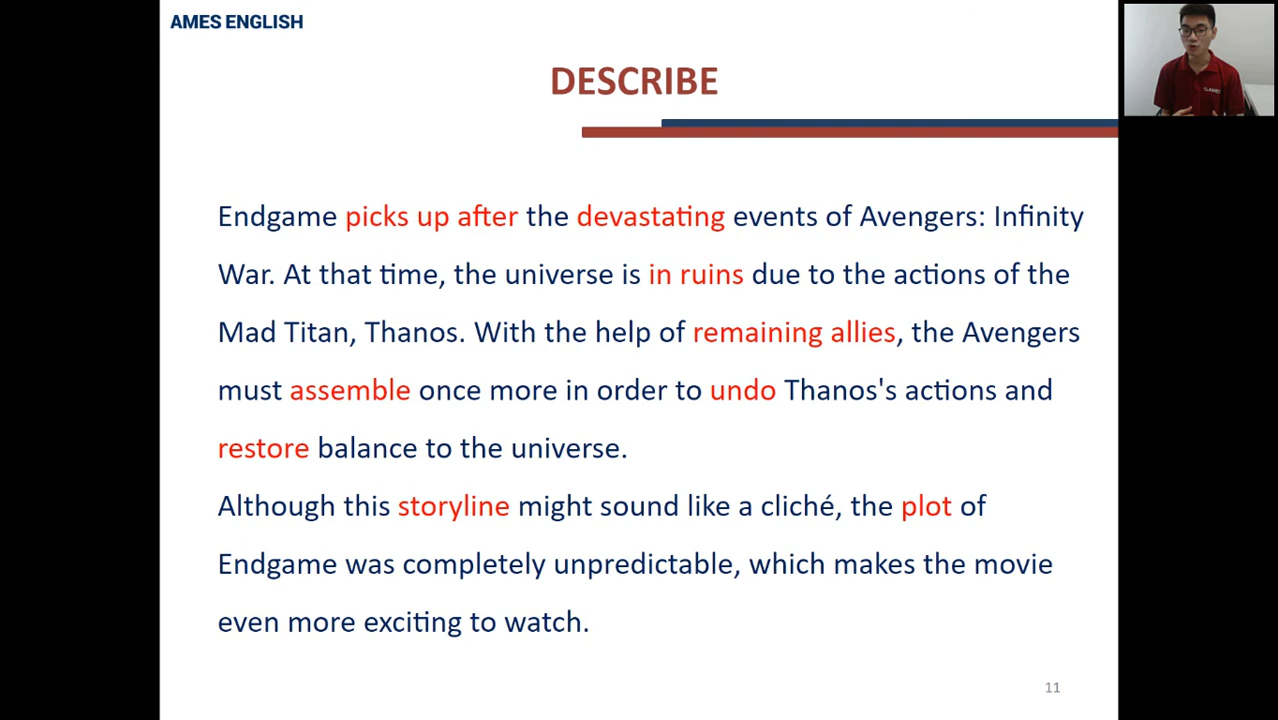 AMES ENGLISH
DESCRIBE
Endgame picks up after the devastating events of Avengers: Infinity
War. At that time, the universe is in ruins due to the actions of the
Mad Titan, Thanos. With the help of remaining allies, the Avengers
must assemble once more in order to undo Thanos's actions and
restore balance to the universe.
Although this storyline might sound like a cliché, the plot of
Endgame was completely unpredictable, which makes the movie
even more exciting to watch.
11